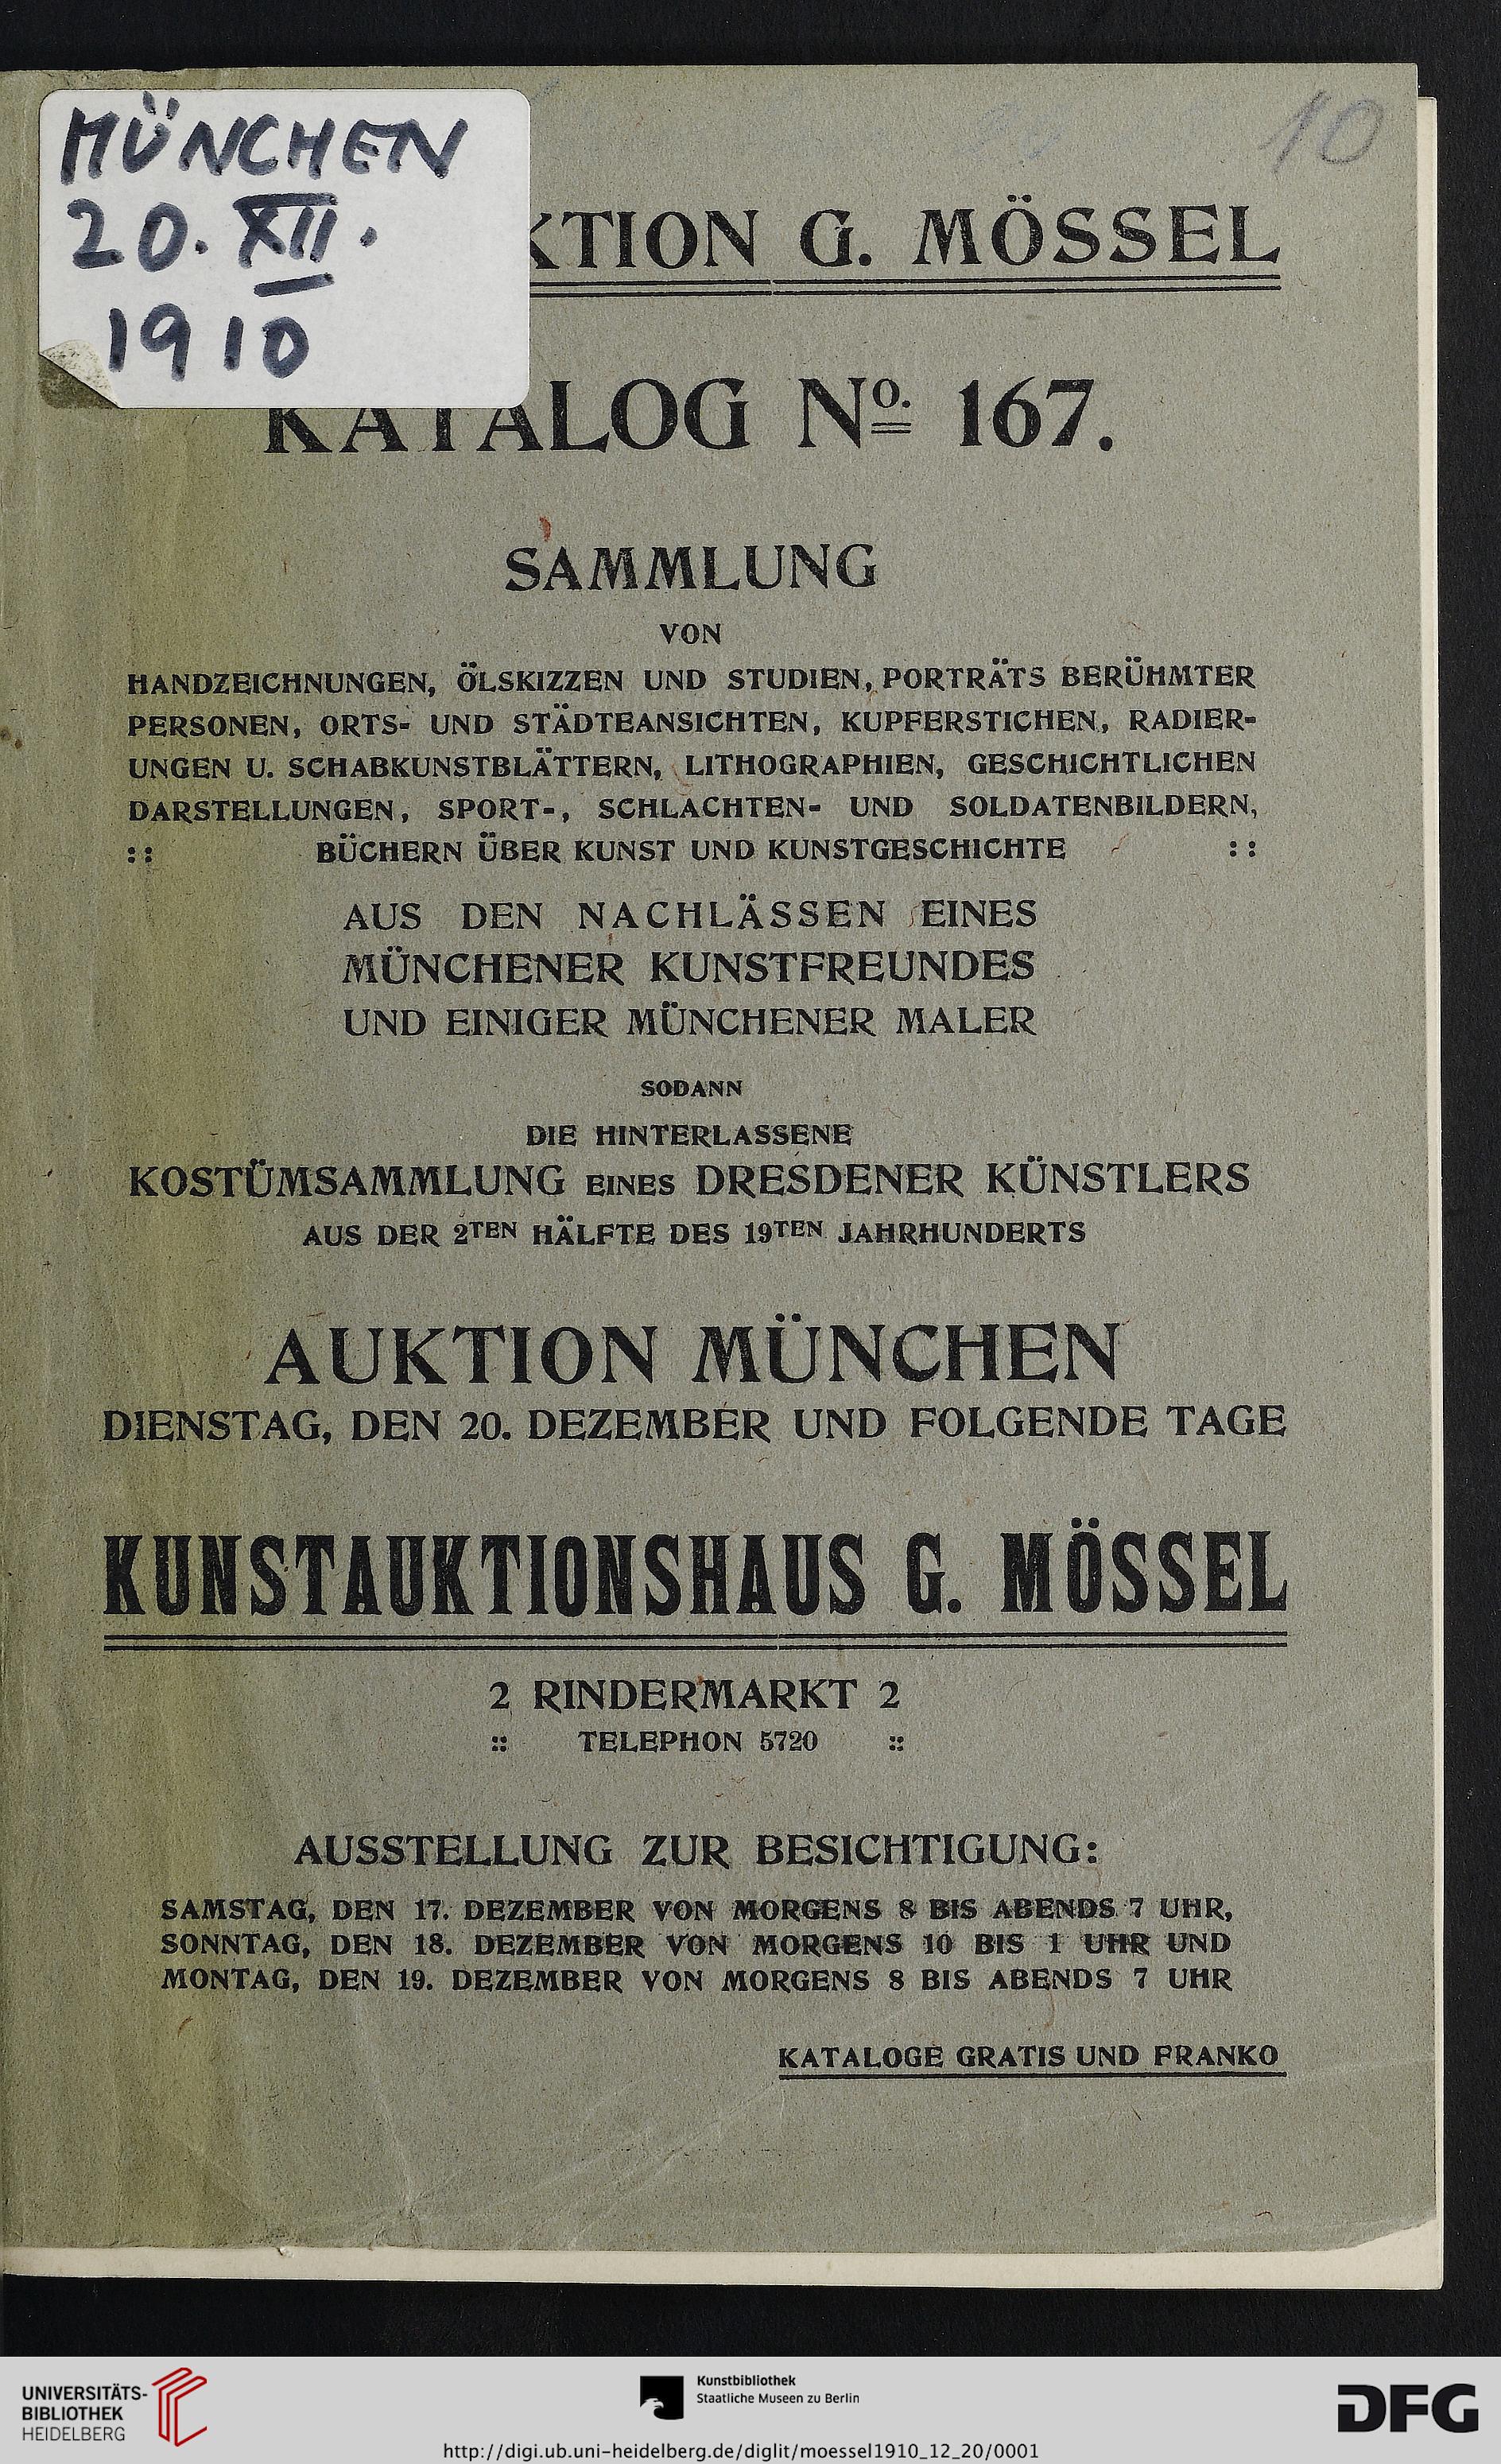 MÜNCHEN
20. XII.
1910
10
KTION G. MÖSSEL
KATALOG No. 167.
SAMMLUNG
VON
HANDZEICHNUNGEN, ÖLSKIZZEN UND STUDIEN, PORTRÄTS BERÜHMTER
PERSONEN, ORTS- UND STÄDTEANSICHTEN, KUPFERSTICHEN, RADIER-
UNGEN U. SCHABKUNSTBLÄTTERN, LITHOGRAPHIEN, GESCHICHTLICHEN
DARSTELLUNGEN, SPORT-, SCHLACHTEN- UND SOLDATENBILDERN,
:: BÜCHERN ÜBER KUNST UND KUNSTGESCHICHTE ::
AUS DEN NACHLÄSSEN EINES
MÜNCHENER KUNSTFREUNDES
UND EINIGER MÜNCHENER MALER
SODANN
DIE HINTERLASSENE
KOSTÜMSAMMLUNG EINES DRESDENER KÜNSTLERS
AUS DER 2TEN HÄLFTE DES 19TEN JAHRHUNDERTS
AUKTION MÜNCHEN
DIENSTAG, DEN 20. DEZEMBER UND FOLGENDE TAGE
KUNSTAUKTIONSHAUS G. MÖSSEL
2 RINDERMARKT 2
:: TELEPHON 5720 ::
AUSSTELLUNG ZUR BESICHTIGUNG:
SAMSTAG, DEN 17. DEZEMBER VON MORGENS 8 BIS ABENDS 7 UHR,
SONNTAG, DEN 18. DEZEMBER VON MORGENS 10 BIS 1 UHR UND
MONTAG, DEN 19. DEZEMBER VON MORGENS 8 BIS ABENDS 7 UHR
KATALOGE GRATIS UND FRANKO
UNIVERSITÄTS-
BIBLIOTHEK
HEIDELBERG
Kunstbibliothek
Staatliche Museen zu Berlin
DFG
http://digi.ub.uni-heidelberg.de/diglit/moessel1910_12_20/0001